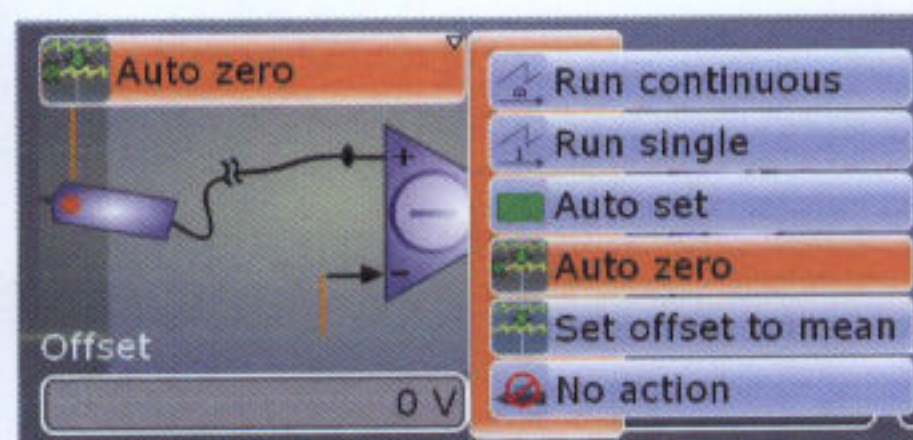 Auto zero
Offset
0 V
Run continuous
Run single
Auto set
Auto zero
Set offset to mean
No action